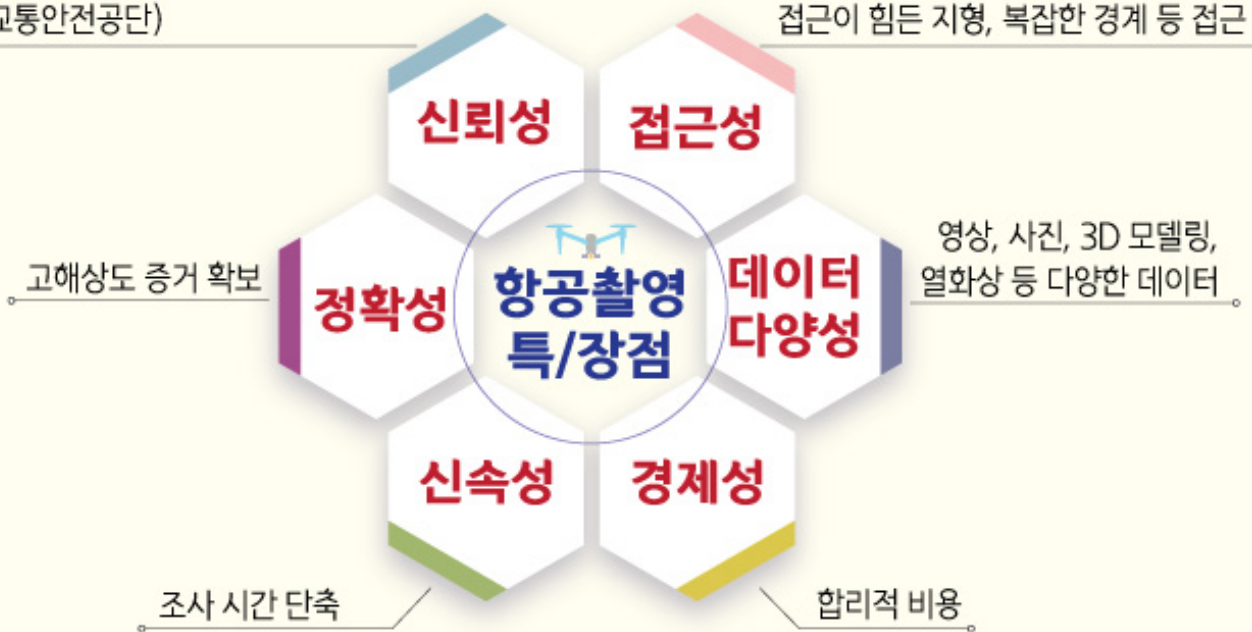 교통안전공단)
접근이 힘든 지형, 복잡한 경계 등 접근
신뢰성
접근성
고해상도 증거 확보
정확성
항공촬영
특/장점
데이터
다양성
영상, 사진, 3D 모델링,
열화상 등 다양한 데이터
신속성
경제성
조사 시간 단축
합리적 비용